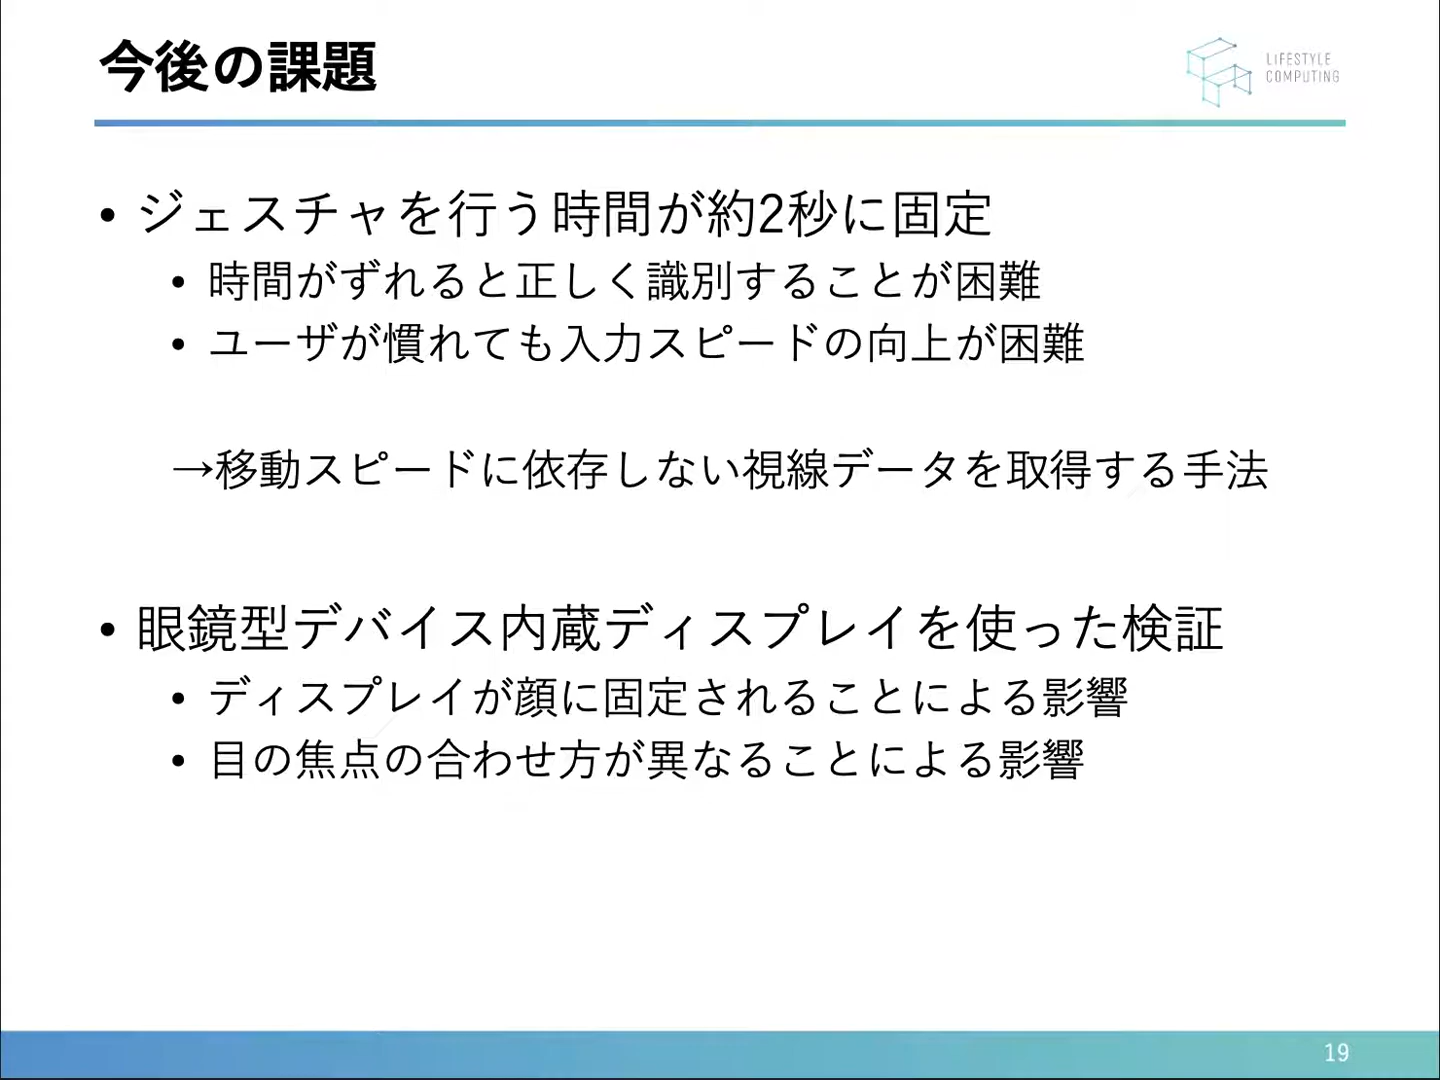 今後の課題
LIFESTYLE
COMPUTING
• ジェスチャを行う時間が約2秒に固定
• 時間がずれると正しく識別することが困難
• ユーザが慣れても入力スピードの向上が困難
→移動スピードに依存しない視線データを取得する手法
• 眼鏡型デバイス内蔵ディスプレイを使った検証
• ディスプレイが顔に固定されることによる影響
• 目の焦点の合わせ方が異なることによる影響
19